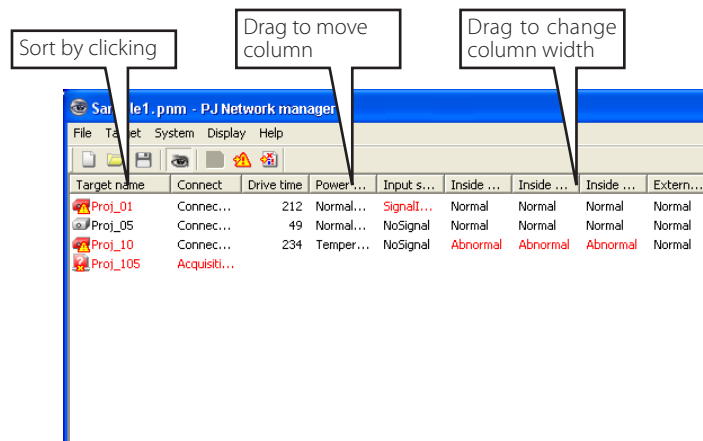 Sort by clicking
Drag to move
column
Drag to change
column width
Sample1.pnm - PJ Network manager
File Target System Display Help
Target name Connect Drive time Power ... Input s... Inside ... Inside ... Inside ... Extern...
Proj_01 Connec... 212 Normal... SignalI... Normal Normal Normal Normal
Proj_05 Connec... 49 Normal... NoSignal Normal Normal Normal Normal
Proj_10 Connec... 234 Temper... NoSignal Abnormal Abnormal Abnormal Normal
Proj_105 Acquisiti...